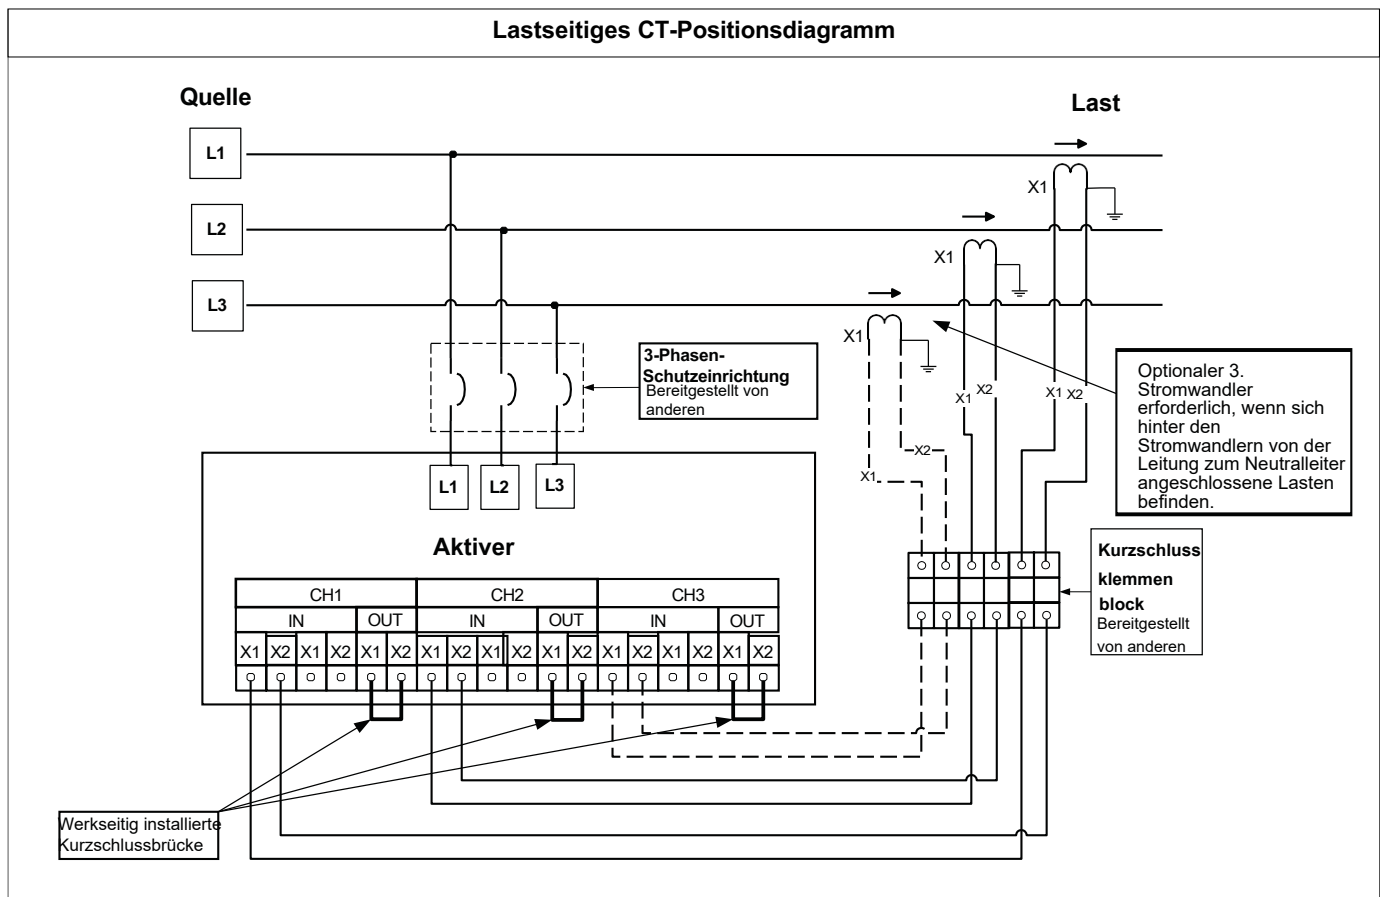 Lastseitiges CT-Positionsdiagramm
Quelle
Last
L1
X1
L2
X1
L3
X1
3-Phasen-
Schutzeinrichtung
Bereitgestellt von
anderen
Optionaler 3.
Stromwandler
erforderlich, wenn sich
hinter den
Stromwandlern von der
Leitung zum Neutralleiter
angeschlossene Lasten
befinden.
X1 X2
X1 X2
X2
X1
L1 L2 L3
Aktiver
Kurzschluss
klemmen
block
Bereitgestellt
von anderen
CH1 CH2 CH3
IN OUT IN OUT IN OUT
X1 X2 X1 X2 X1 X2 X1 X2 X1 X2 X1 X2 X1 X2 X1 X2 X1 X2
Werkseitig installierte
Kurzschlussbrücke